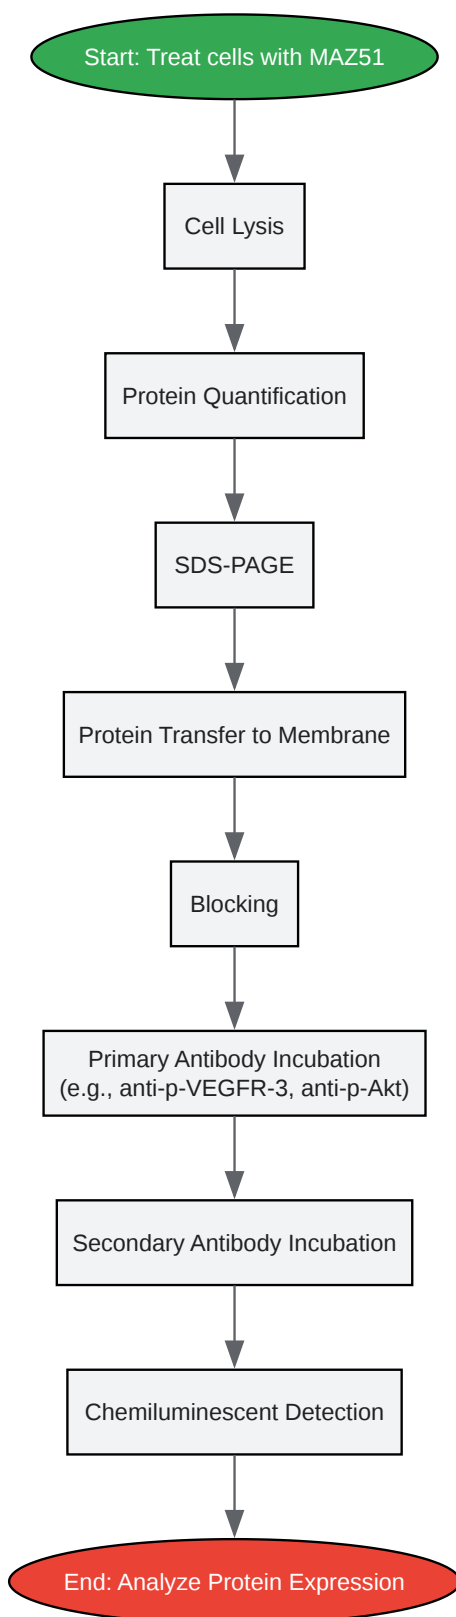 Start: Treat cells with MAZ51
Cell Lysis
Protein Quantification
SDS-PAGE
Protein Transfer to Membrane
Blocking
Primary Antibody Incubation
(e.g., anti-p-VEGFR-3, anti-p-Akt)
Secondary Antibody Incubation
Chemiluminescent Detection
End: Analyze Protein Expression